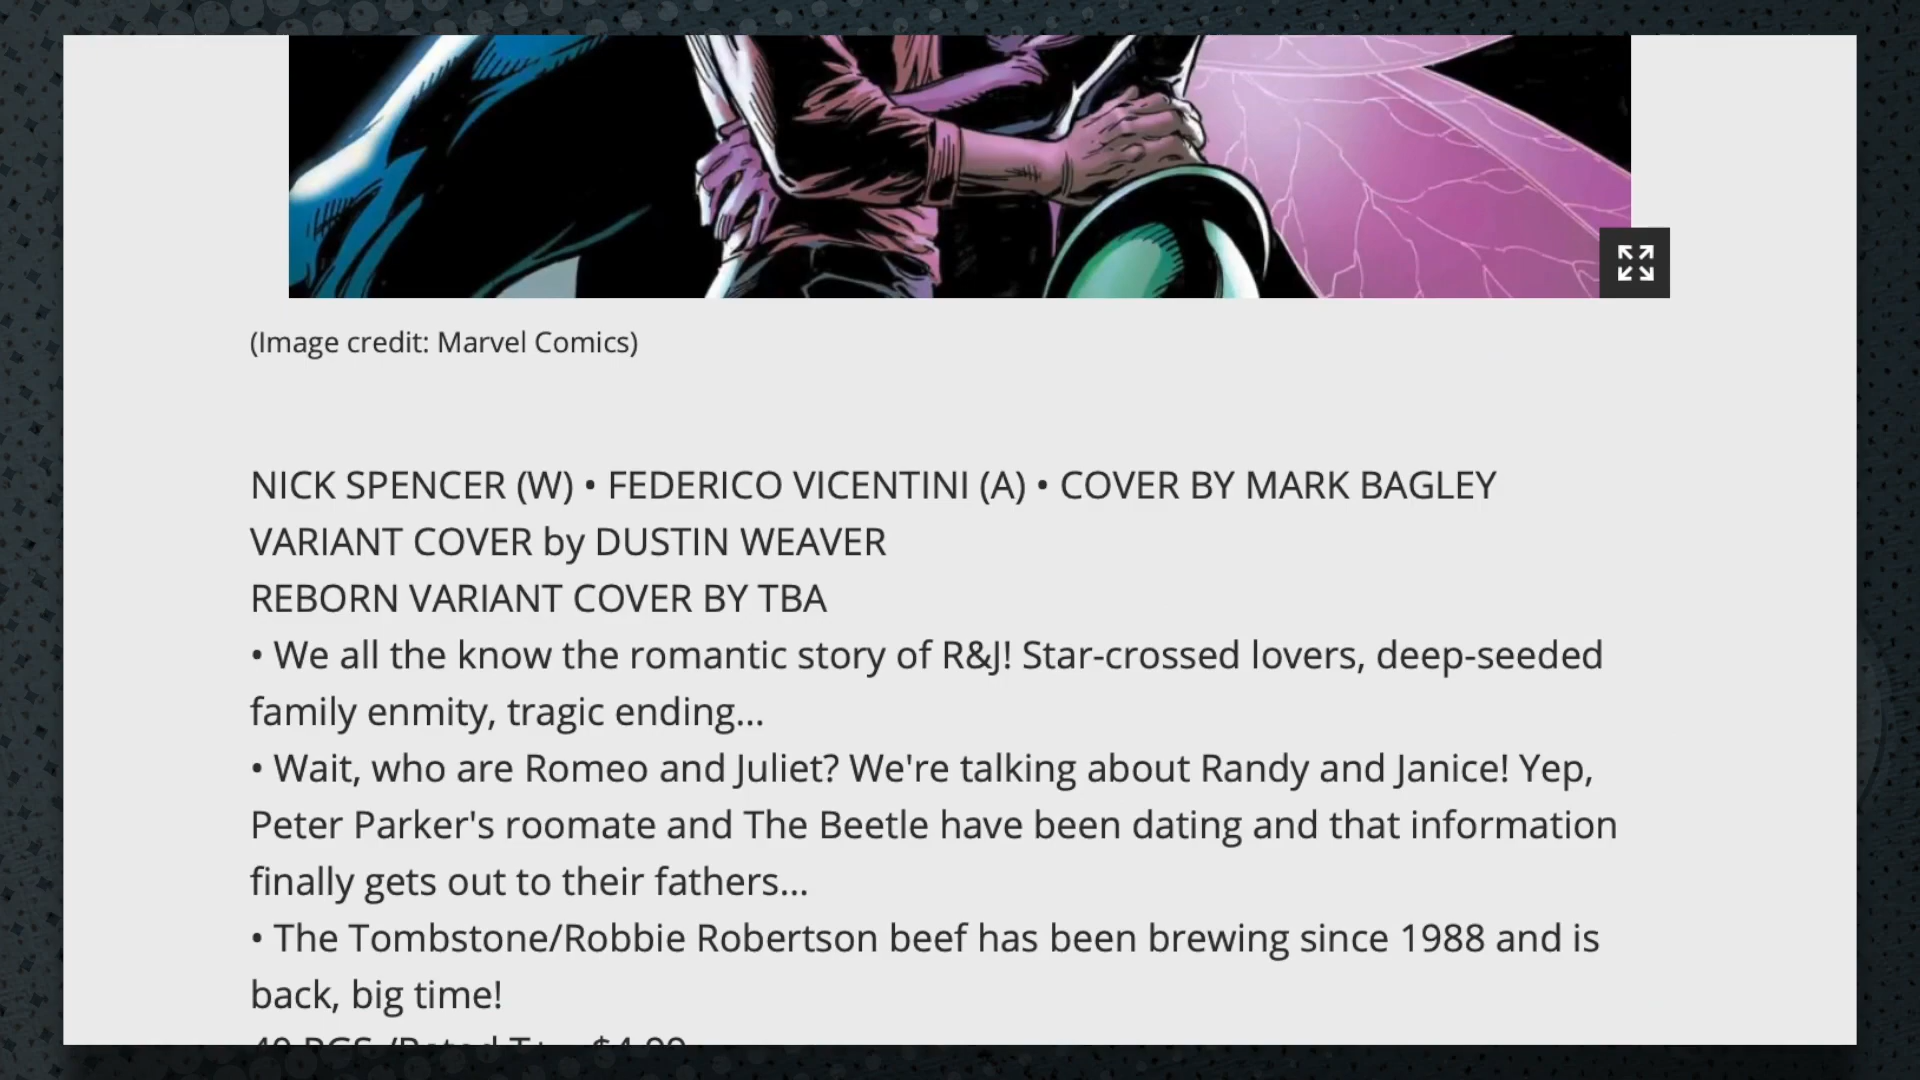 (Image credit: Marvel Comics)
NICK SPENCER (W) • FEDERICO VICENTINI (A) • COVER BY MARK BAGLEY
VARIANT COVER by DUSTIN WEAVER
REBORN VARIANT COVER BY TBA
• We all the know the romantic story of R&J! Star-crossed lovers, deep-seeded
family enmity, tragic ending...
• Wait, who are Romeo and Juliet? We're talking about Randy and Janice! Yep,
Peter Parker's roomate and The Beetle have been dating and that information
finally gets out to their fathers...
• The Tombstone/Robbie Robertson beef has been brewing since 1988 and is
back, big time!